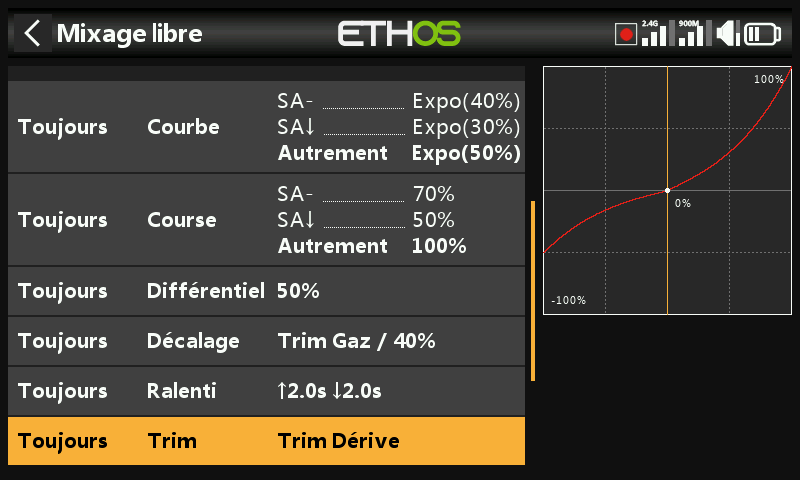 Mixage libre
ETHOS
2.4G
900M
SA- Expo(40%)
Toujours Courbe SA↓ Expo(30%)
Autrement Expo(50%)
SA- 70%
Toujours Course SA↓ 50%
Autrement 100%
Toujours Différentiel 50%
Toujours Décalage Trim Gaz / 40%
Toujours Ralenti ↑2.0s ↓2.0s
Toujours Trim Trim Dérive
100%
0%
-100%